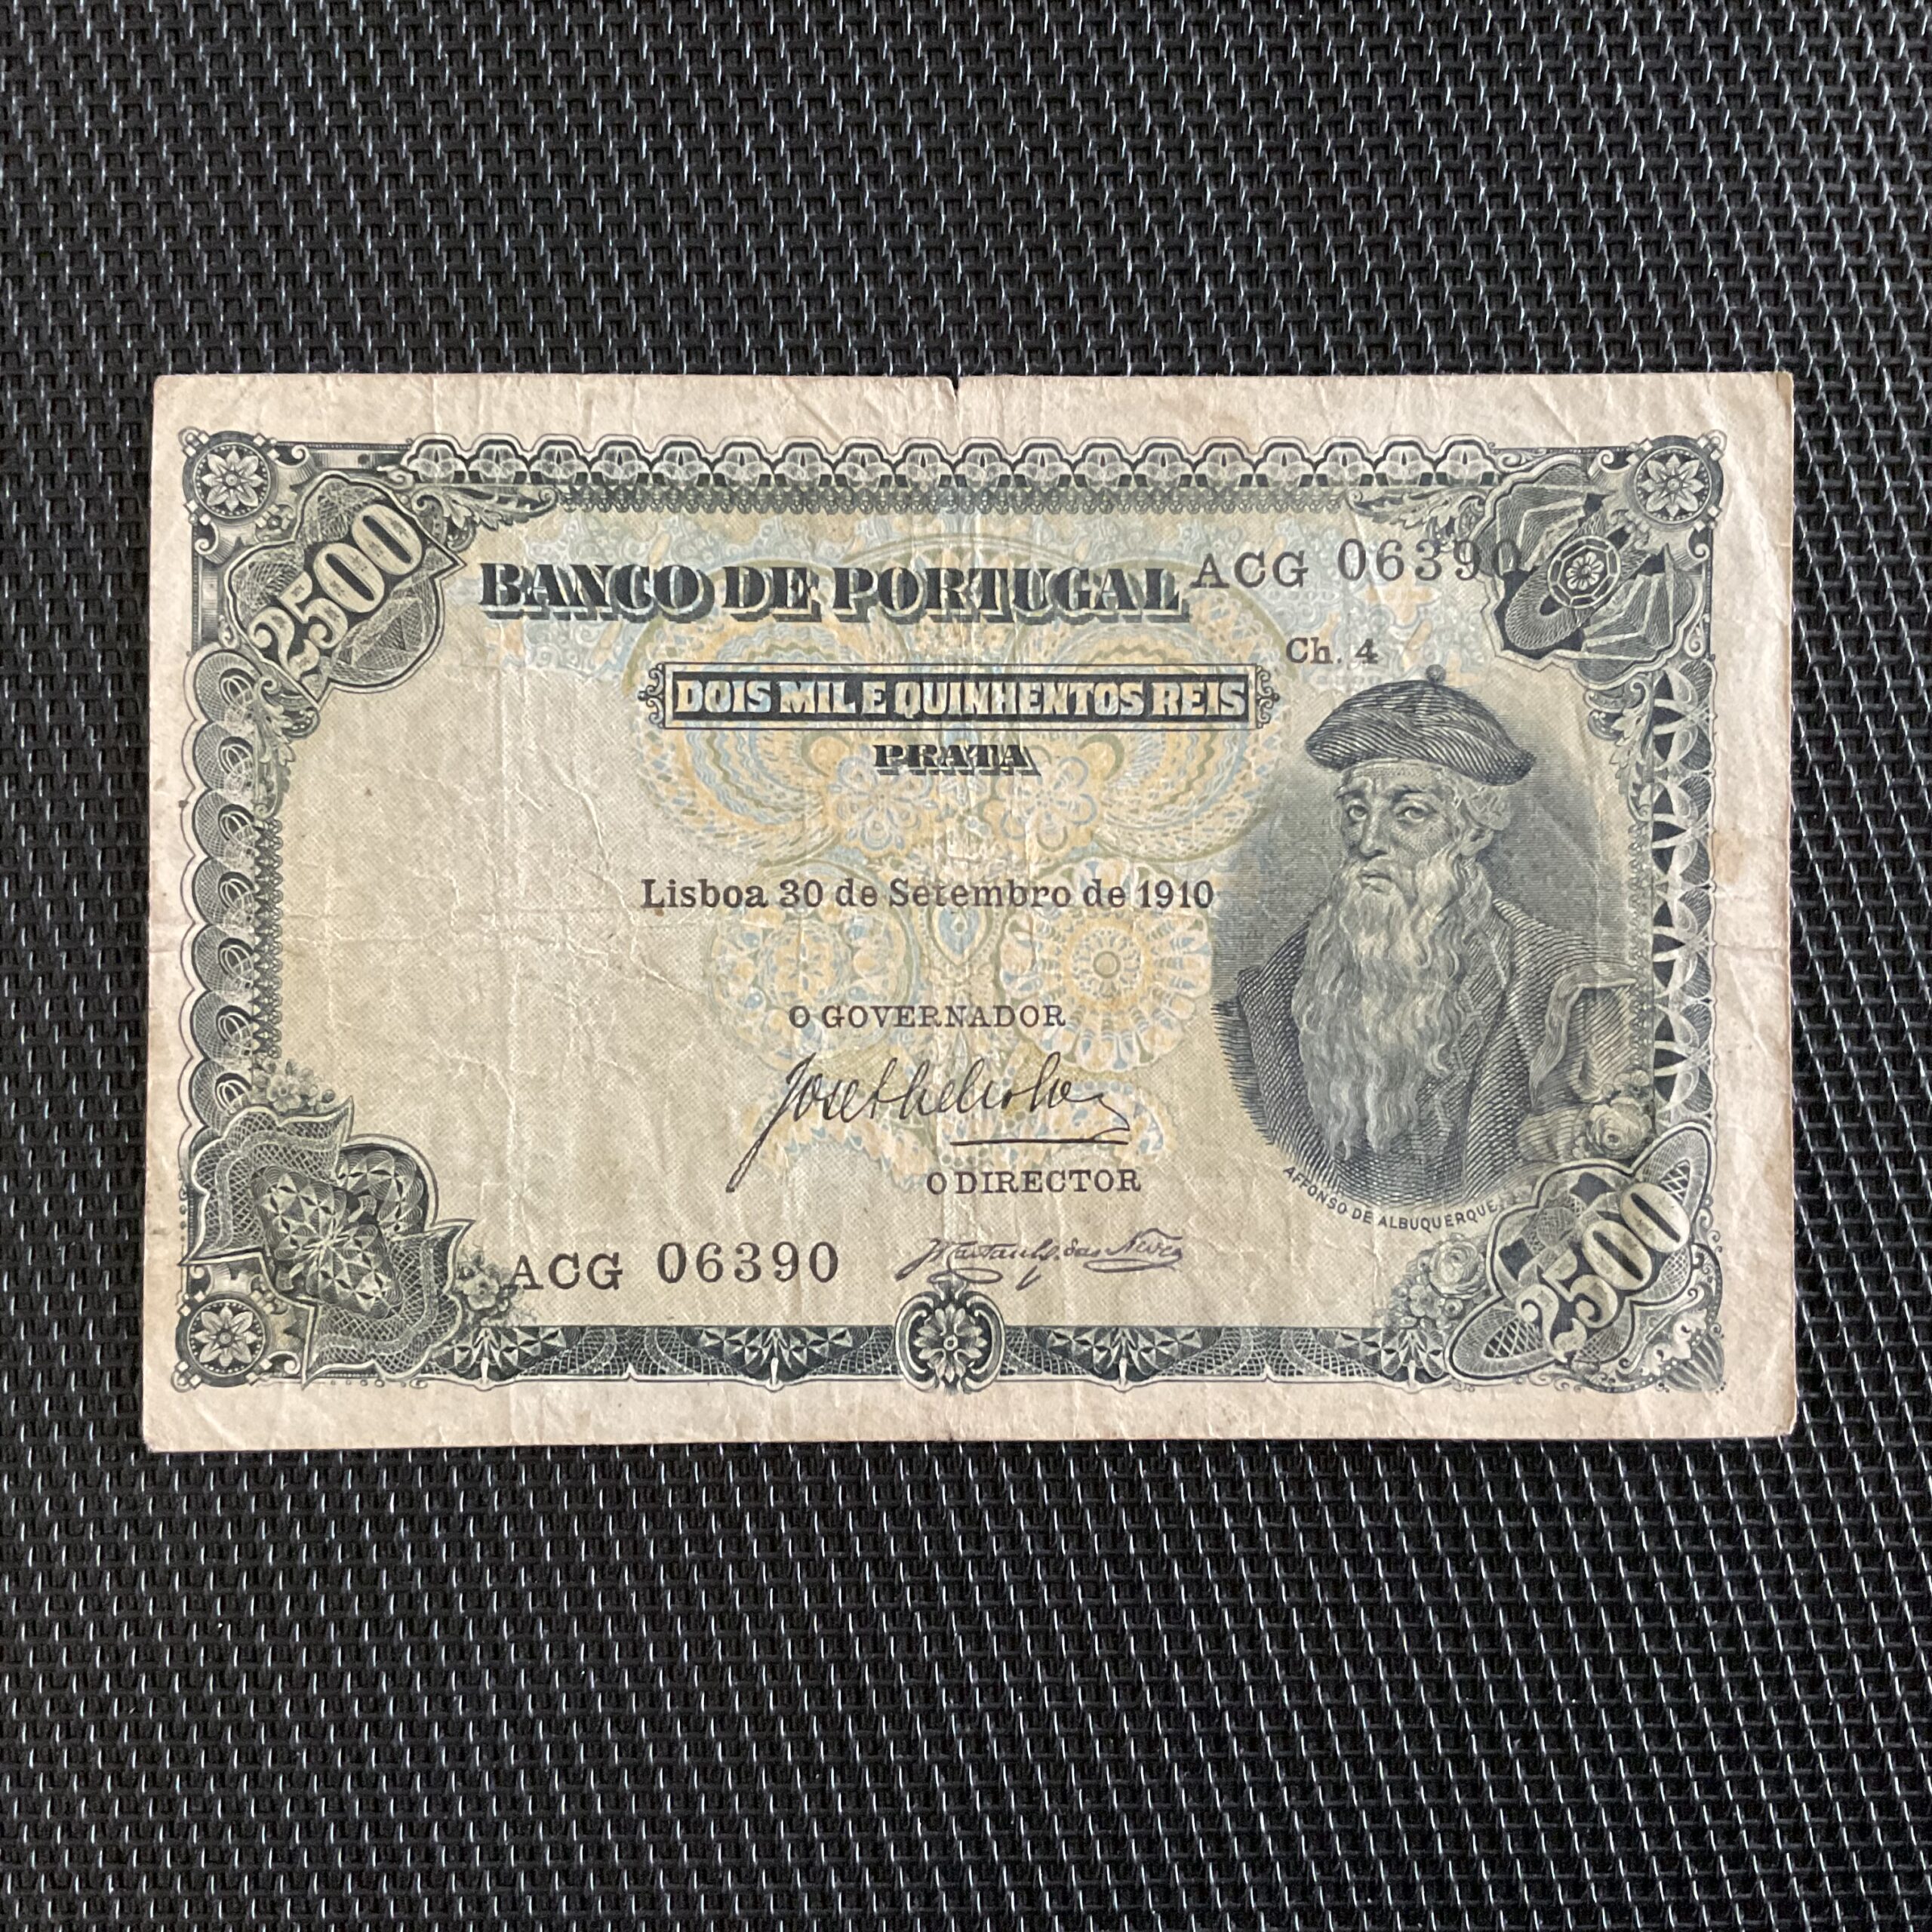 2500
BANCO DE PORTUGAL
ACG 06390
Ch. 4
DOIS MIL E QUINHENTOS REIS
PRATA
Lisboa 30 de Setembro de 1910
O GOVERNADOR
O DIRECTOR
AFFONSO DE ALBUQUERQUE
ACG 06390
2500